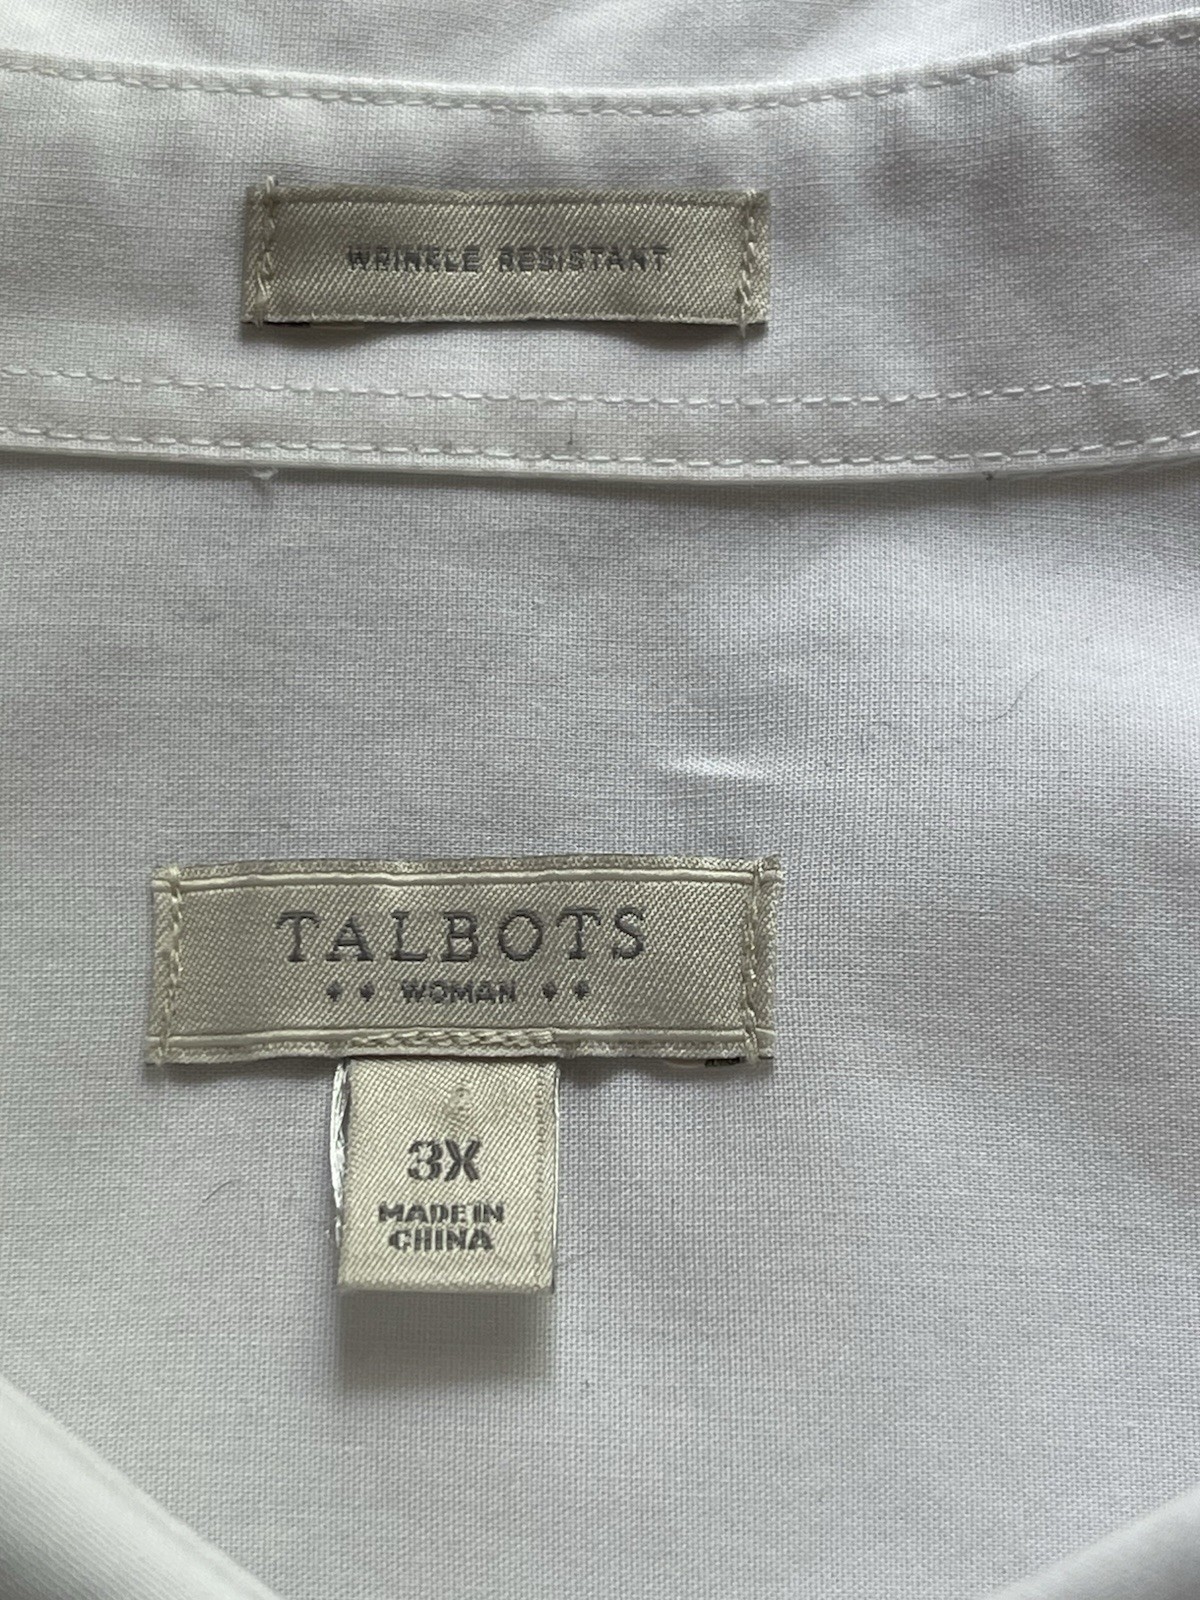 WRINKLE RESISTANT
TALBOTS
WOMAN
3X
MADE IN
CHINA